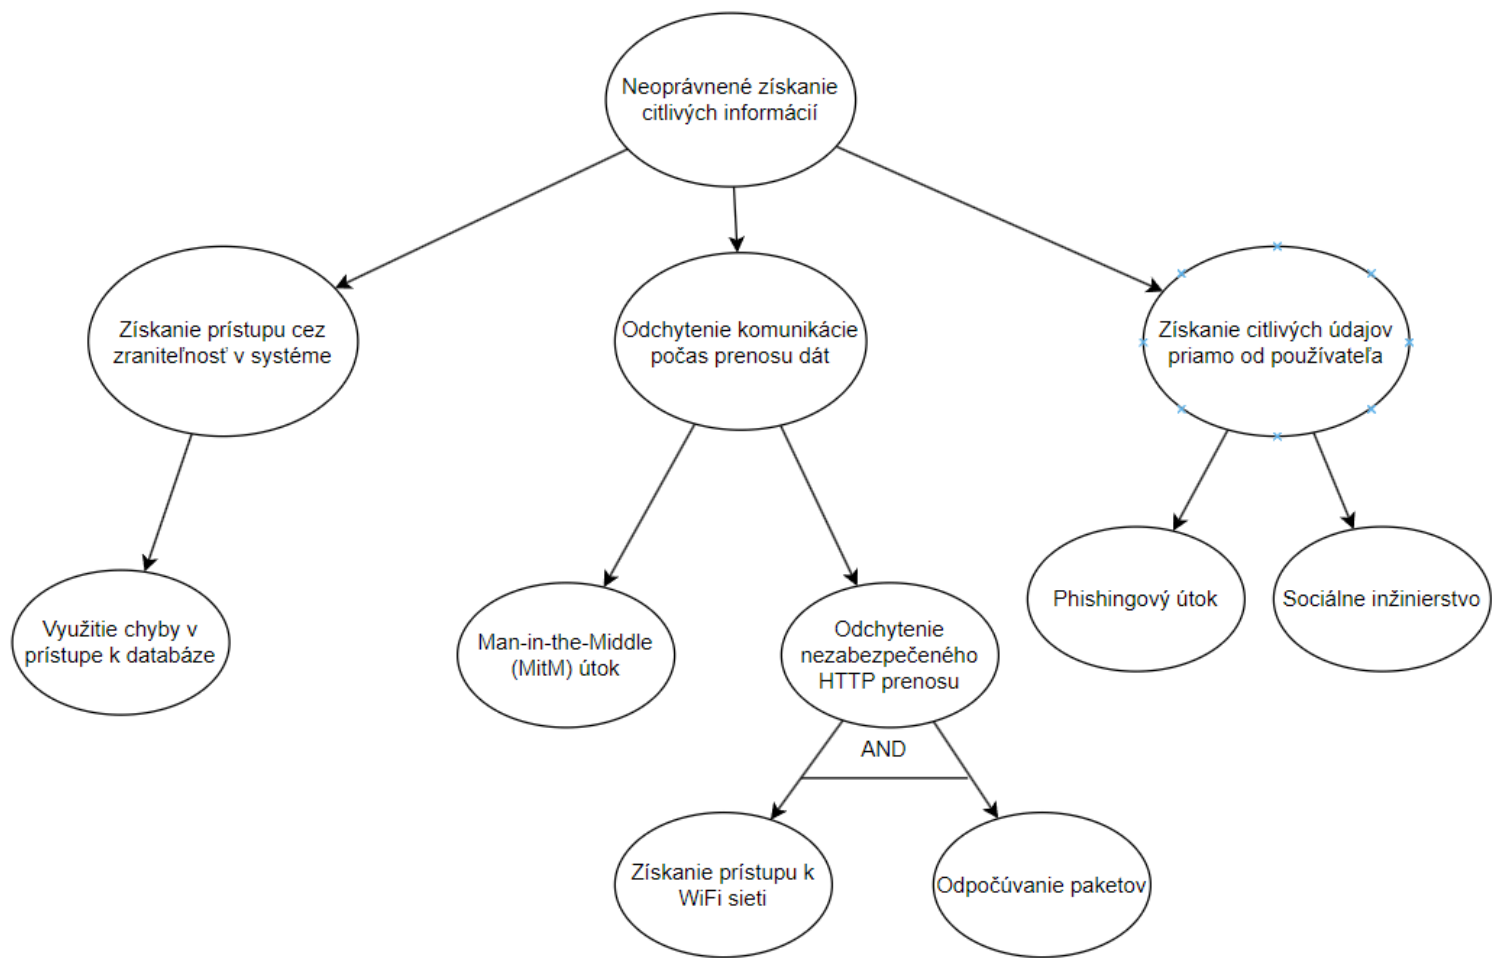 Neoprávnené získanie
citlivých informácií
Získanie prístupu cez
zraniteľnosť v systéme
Odchytenie komunikácie
počas prenosu dát
Získanie citlivých údajov
priamo od používateľa
Využitie chyby v
prístupe k databáze
Man-in-the-Middle
(MitM) útok
Odchytenie
nezabezpečeného
HTTP prenosu
Phishingový útok
Sociálne inžinierstvo
AND
Získanie prístupu k
WiFi sieti
Odpočúvanie paketov